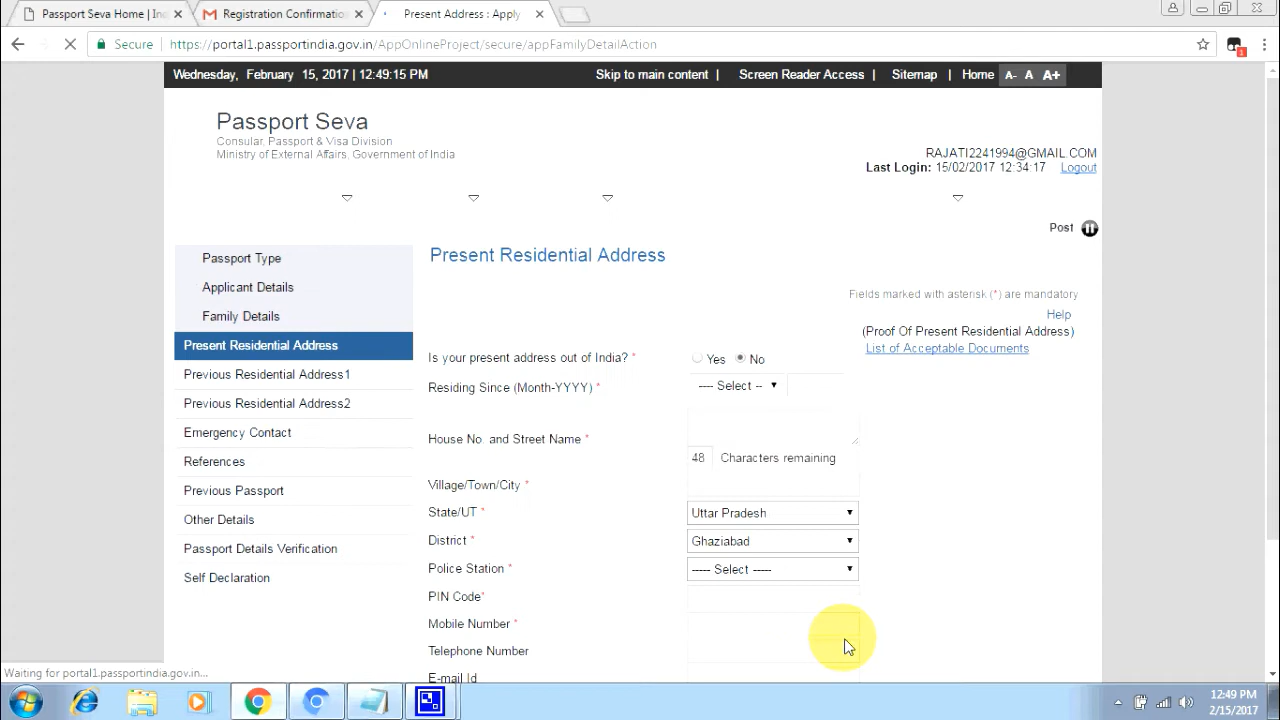 Passport Seva Home | In
Registration Confirmatio
Present Address : Apply
Secure
https://portal1.passportindia.gov.in/AppOnlineProject/secure/appFamilyDetailAction
1
Wednesday, February 15, 2017 | 12:49:15 PM
Skip to main content | Screen Reader Access | Sitemap | Home A- A A+
Passport Seva
Consular, Passport & Visa Division
Ministry of External Affairs, Government of India
RAJATI2241994@GMAIL.COM
Last Login: 15/02/2017 12:34:17 Logout
Post
Passport Type
Applicant Details
Family Details
Present Residential Address
Previous Residential Address1
Previous Residential Address2
Emergency Contact
References
Previous Passport
Other Details
Passport Details Verification
Self Declaration
Present Residential Address
Fields marked with asterisk (*) are mandatory
Help
(Proof Of Present Residential Address)
List of Acceptable Documents
Is your present address out of India? * Yes No
Residing Since (Month-YYYY) * ---- Select --
House No. and Street Name *
48 Characters remaining
Village/Town/City *
State/UT * Uttar Pradesh
District * Ghaziabad
Police Station * ----- Select -----
PIN Code*
Mobile Number *
Telephone Number
E-mail Id
Waiting for portal1.passportindia.gov.in...
12:49 PM
2/15/2017